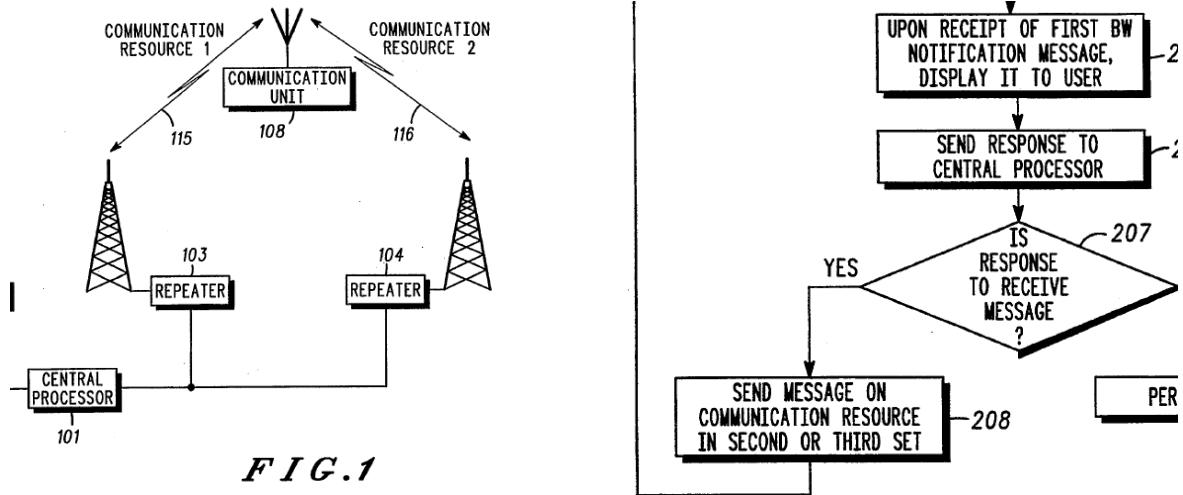 COMMUNICATION
RESOURCE 1
COMMUNICATION
RESOURCE 2
COMMUNICATION
UNIT
108
115
116
103
REPEATER
104
REPEATER
CENTRAL
PROCESSOR
101
FIG.1
UPON RECEIPT OF FIRST BW
NOTIFICATION MESSAGE,
DISPLAY IT TO USER
SEND RESPONSE TO
CENTRAL PROCESSOR
207
IS
RESPONSE
TO RECEIVE
MESSAGE
?
YES
SEND MESSAGE ON
COMMUNICATION RESOURCE
IN SECOND OR THIRD SET
208